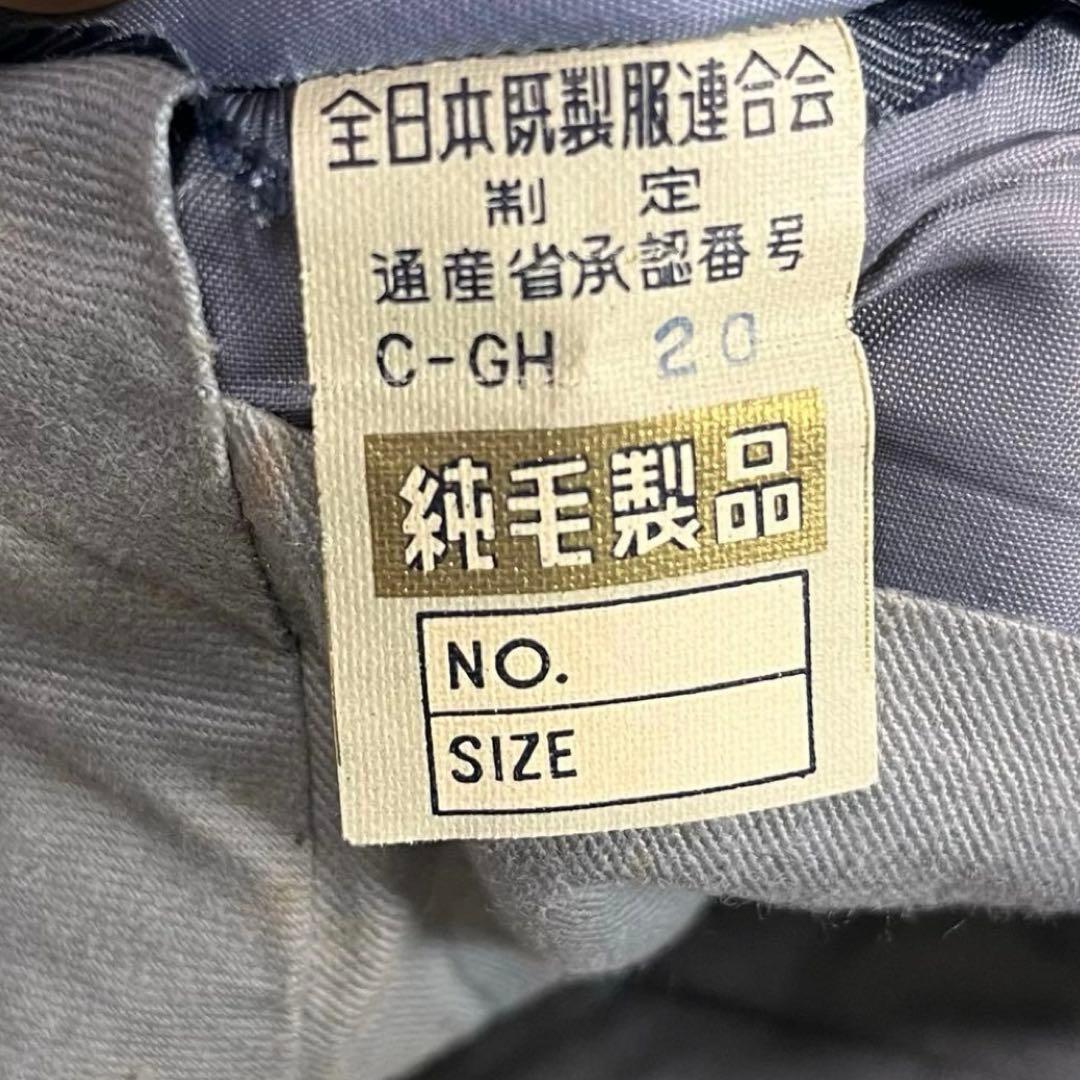 全日本既製服連合会
制 定
通産省承認番号
C-GH 20
純毛製品
NO.
SIZE